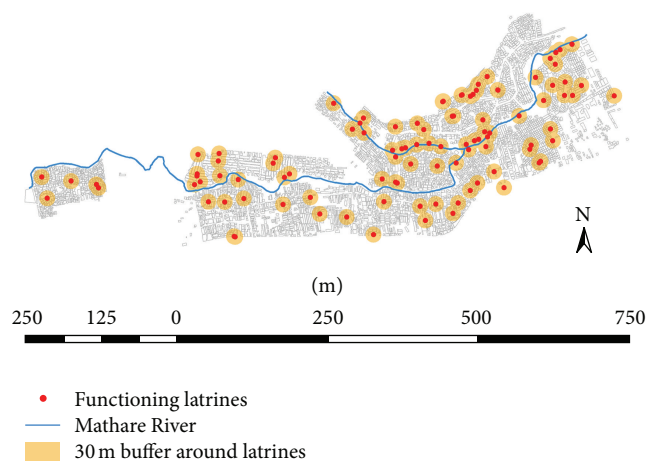 N
(m)
250 125 0 250 500 750
Functioning latrines
Mathare River
30 m buffer around latrines